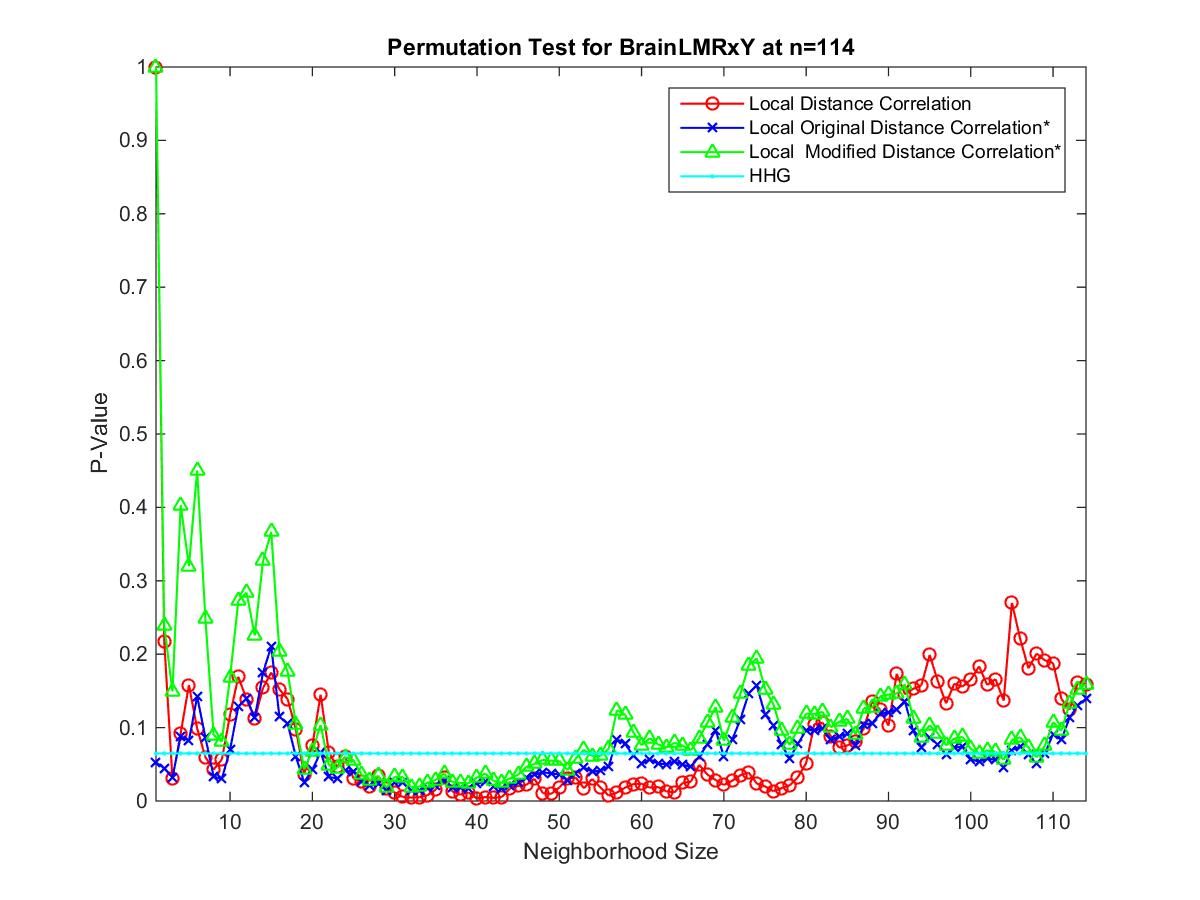 Permutation Test for BrainLMRxY at n=114
Local Distance Correlation
Local Original Distance Correlation*
Local  Modified Distance Correlation*
HHG
1
0.9
0.8
0.7
0.6
0.5
0.4
0.3
0.2
0.1
0
P-Value
10 20 30 40 50 60 70 80 90 100 110
Neighborhood Size